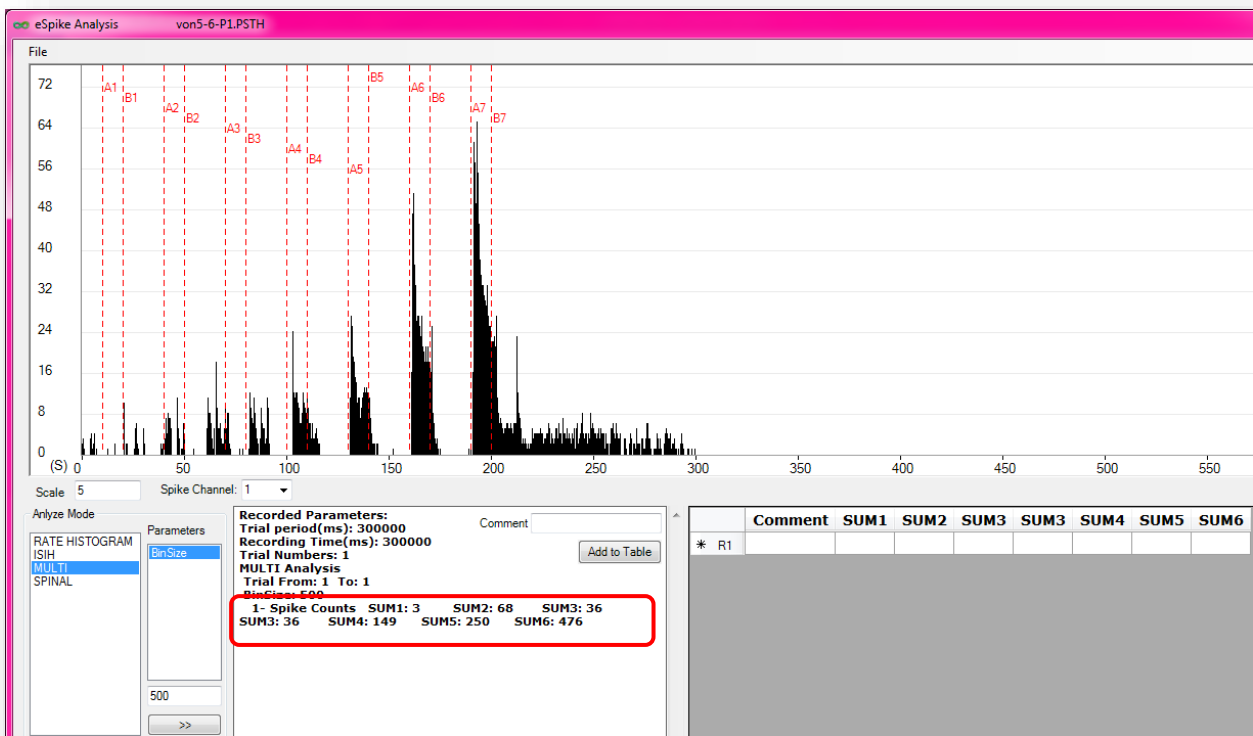 eSpike Analysis von5-6-P1.PSTH
File
72
64
56
48
40
32
24
16
8
0
A1
B1
A2
B2
A3
B3
A4
B4
A5
B5
A6
B6
A7
B7
(S) 0 50 100 150 200 250 300 350 400 450 500 550
Scale 5 Spike Channel: 1
Anlyze Mode
RATE HISTOGRAM
ISIH
MULTI
SPINAL
Parameters
BinSize
500
>>
Recorded Parameters:
Trial period(ms): 300000
Recording Time(ms): 300000
Trial Numbers: 1
MULTI Analysis
Trial From: 1 To: 1
BinSize: 500
1- Spike Counts SUM1: 3 SUM2: 68 SUM3: 36
SUM3: 36 SUM4: 149 SUM5: 250 SUM6: 476
Comment
Add to Table
Comment SUM1 SUM2 SUM3 SUM3 SUM4 SUM5 SUM6
* R1